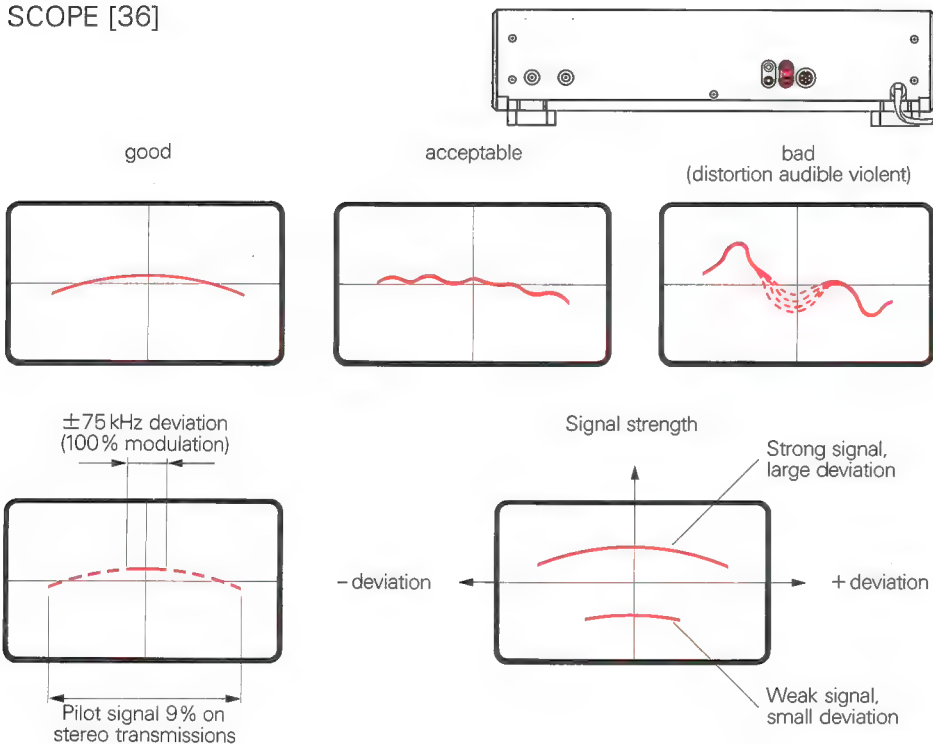 SCOPE [36]
good
acceptable
bad
(distortion audible violent)
±75 kHz deviation
(100% modulation)
Pilot signal 9% on
stereo transmissions
Signal strength
Strong signal,
large deviation
– deviation
+ deviation
Weak signal,
small deviation